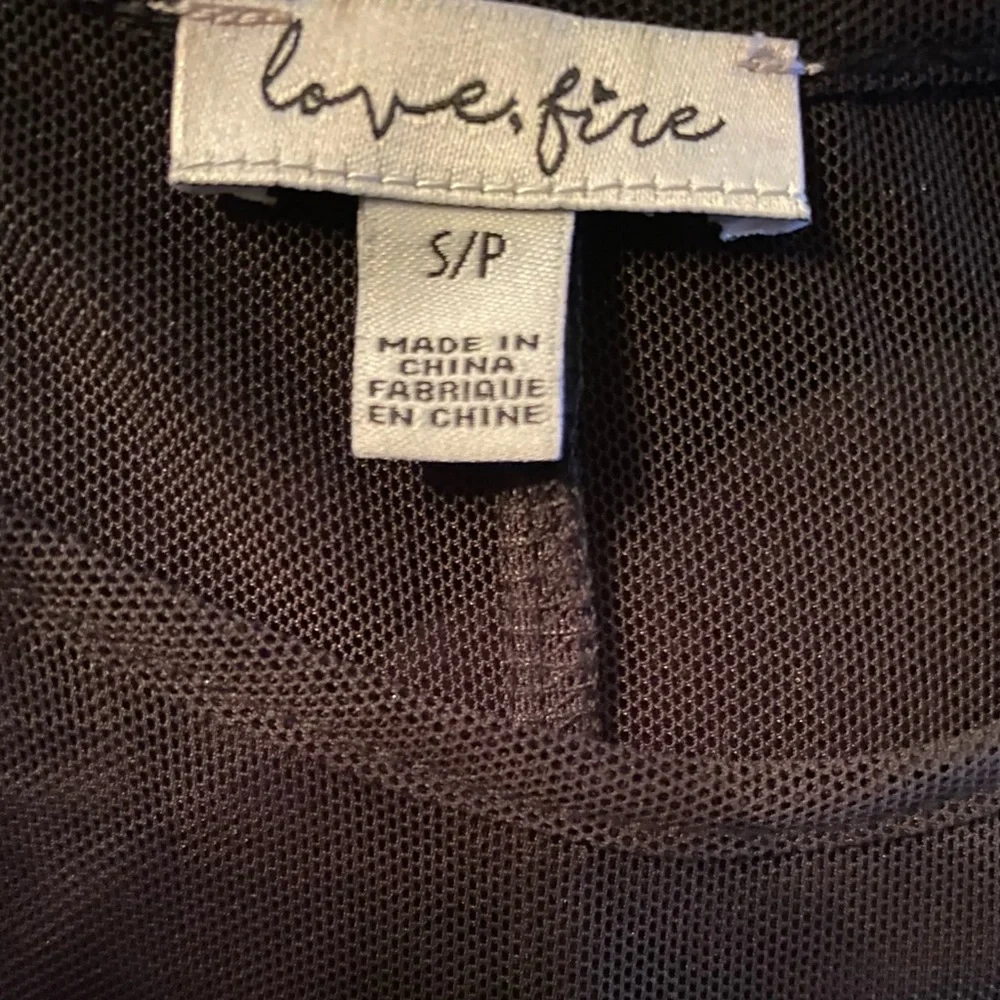 love, fire
S/P
MADE IN
CHINA
FABRIQUE
EN CHINE